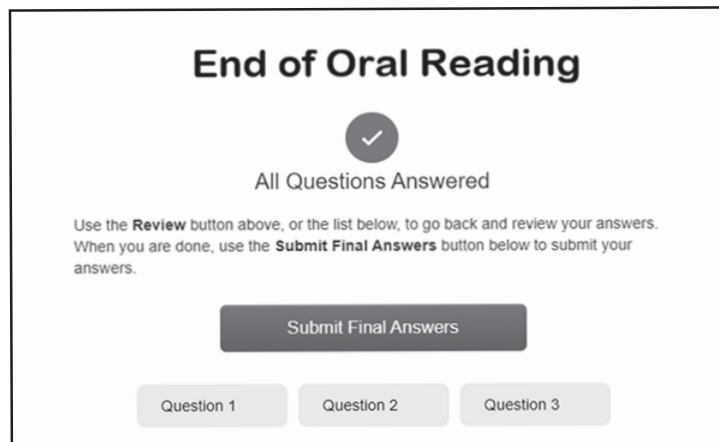 End of Oral Reading
All Questions Answered
Use the Review button above, or the list below, to go back and review your answers.
When you are done, use the Submit Final Answers button below to submit your
answers.
Submit Final Answers
Question 1 Question 2 Question 3